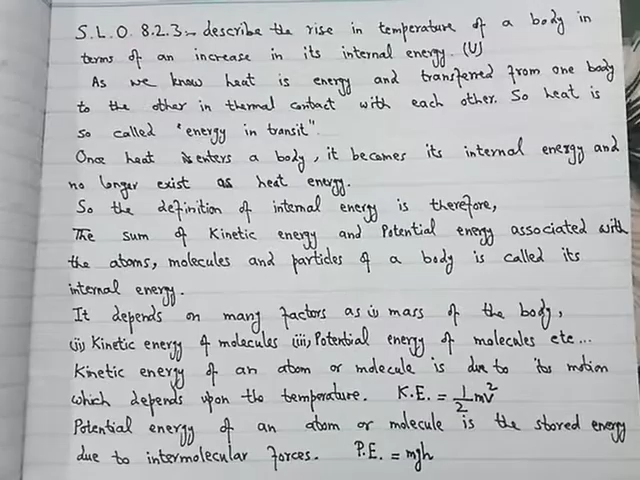 S.L.O. 8.2.3:- describe the rise in temperature of a body in
terms of an increase in its internal energy. (U)
As we know heat is energy and transferred from one body
to the other in thermal contact with each other. So heat is
so called "energy in transit".
Once heat is enters a body, it becomes its internal energy and
no longer exist as heat energy.
So the definition of internal energy is therefore,
The sum of Kinetic energy and Potential energy associated with
the atoms, molecules and particles of a body is called its
internal energy.
It depends on many factors as (i) mass of the body,
(ii) Kinetic energy of molecules (iii) Potential energy of molecules etc...
Kinetic energy of an atom or molecule is due to its motion
which depends upon the temperature. K.E. = 1/2 mv²
Potential energy of an atom or molecule is the stored energy
due to intermolecular forces. P.E. = mgh